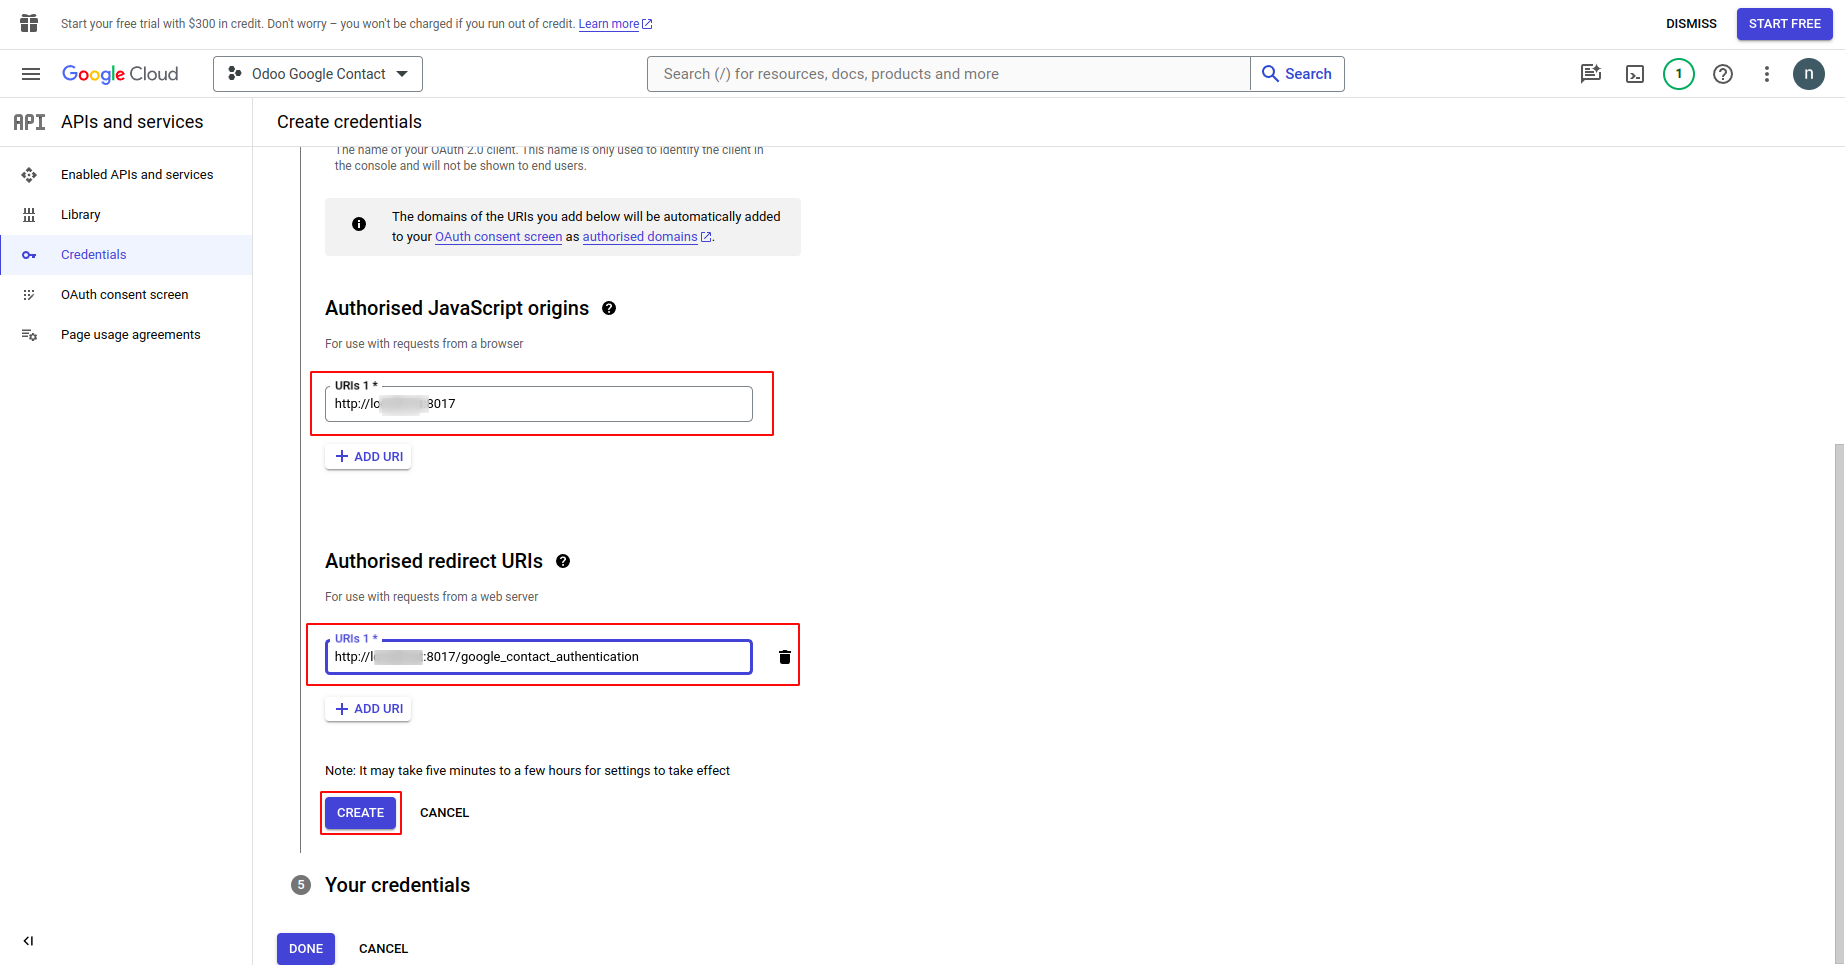 Start your free trial with $300 in credit. Don't worry – you won't be charged if you run out of credit. Learn more
DISMISS
START FREE
Google Cloud
Odoo Google Contact
Search (/) for resources, docs, products and more
Search
1
n
API
APIs and services
Create credentials
Enabled APIs and services
Library
Credentials
OAuth consent screen
Page usage agreements
The name of your OAuth 2.0 client. This name is only used to identify the client in
the console and will not be shown to end users.
The domains of the URIs you add below will be automatically added
to your OAuth consent screen as authorised domains.
Authorised JavaScript origins
For use with requests from a browser
URIs 1 *
http://lo :8017
ADD URI
Authorised redirect URIs
For use with requests from a web server
URIs 1 *
http://l :8017/google_contact_authentication
ADD URI
Note: It may take five minutes to a few hours for settings to take effect
CREATE
CANCEL
5
Your credentials
DONE
CANCEL